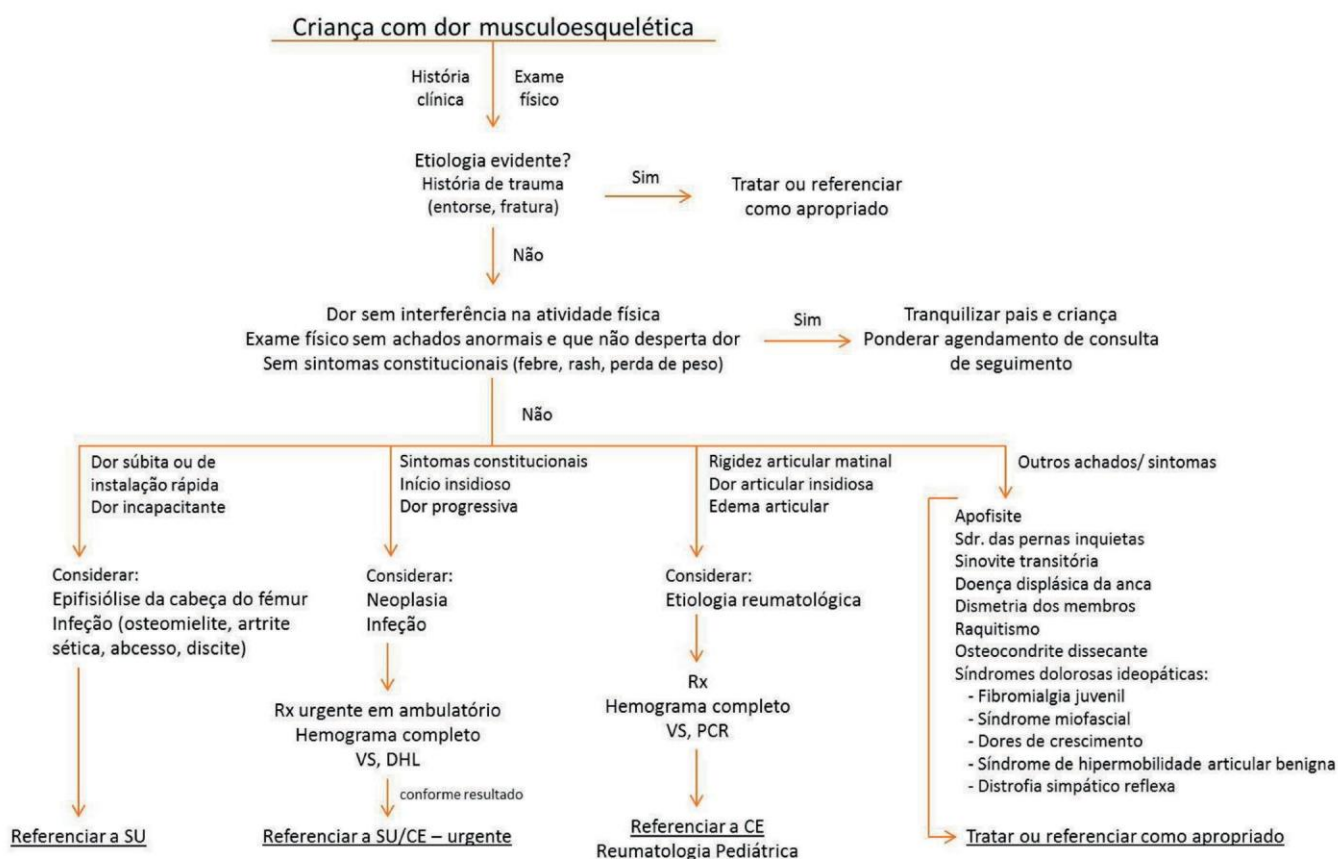 Criança com dor musculoesquelética
História
clínica
Exame
físico
Etiologia evidente?
História de trauma
(entorse, fratura)
Sim
Tratar ou referenciar
como apropriado
Não
Dor sem interferência na atividade física
Exame físico sem achados anormais e que não desperta dor
Sem sintomas constitucionais (febre, rash, perda de peso)
Sim
Tranquilizar pais e criança
Ponderar agendamento de consulta
de seguimento
Não
Dor súbita ou de
instalação rápida
Dor incapacitante
Considerar:
Epifisiólise da cabeça do fémur
Infeção (osteomielite, artrite
sética, abcesso, discite)
Referenciar a SU
Sintomas constitucionais
Início insidioso
Dor progressiva
Considerar:
Neoplasia
Infeção
Rx urgente em ambulatório
Hemograma completo
VS, DHL
conforme resultado
Referenciar a SU/CE – urgente
Rigidez articular matinal
Dor articular insidiosa
Edema articular
Considerar:
Etiologia reumatológica
Rx
Hemograma completo
VS, PCR
Referenciar a CE
Reumatologia Pediátrica
Outros achados/ sintomas
Apofisite
Sdr. das pernas inquietas
Sinovite transitória
Doença displásica da anca
Dismetria dos membros
Raquitismo
Osteocondrite dissecante
Síndromes dolorosas ideopáticas:
- Fibromialgia juvenil
- Síndrome miofascial
- Dores de crescimento
- Síndrome de hipermobilidade articular benigna
- Distrofia simpático reflexa
Tratar ou referenciar como apropriado